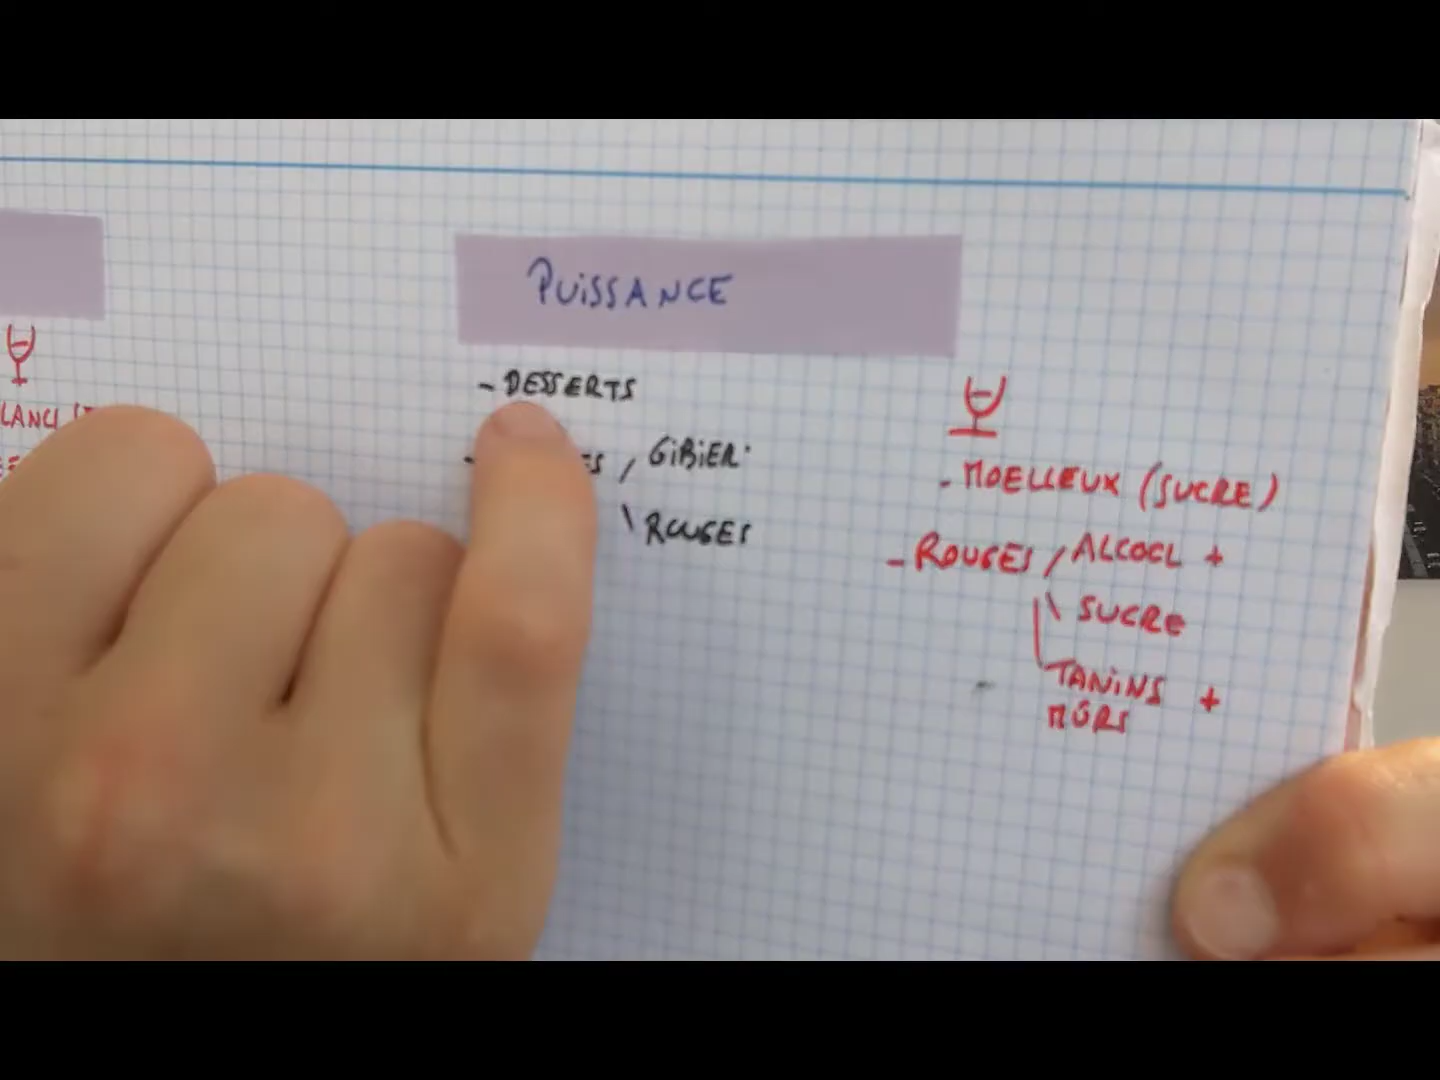 PUISSANCE
- DESSERTS
, GIBIER.
\ ROUGES
- MOELLEUX (SUCRE)
- ROUGES / ALCOOL +
\ SUCRE
TANINS +
MÛRS